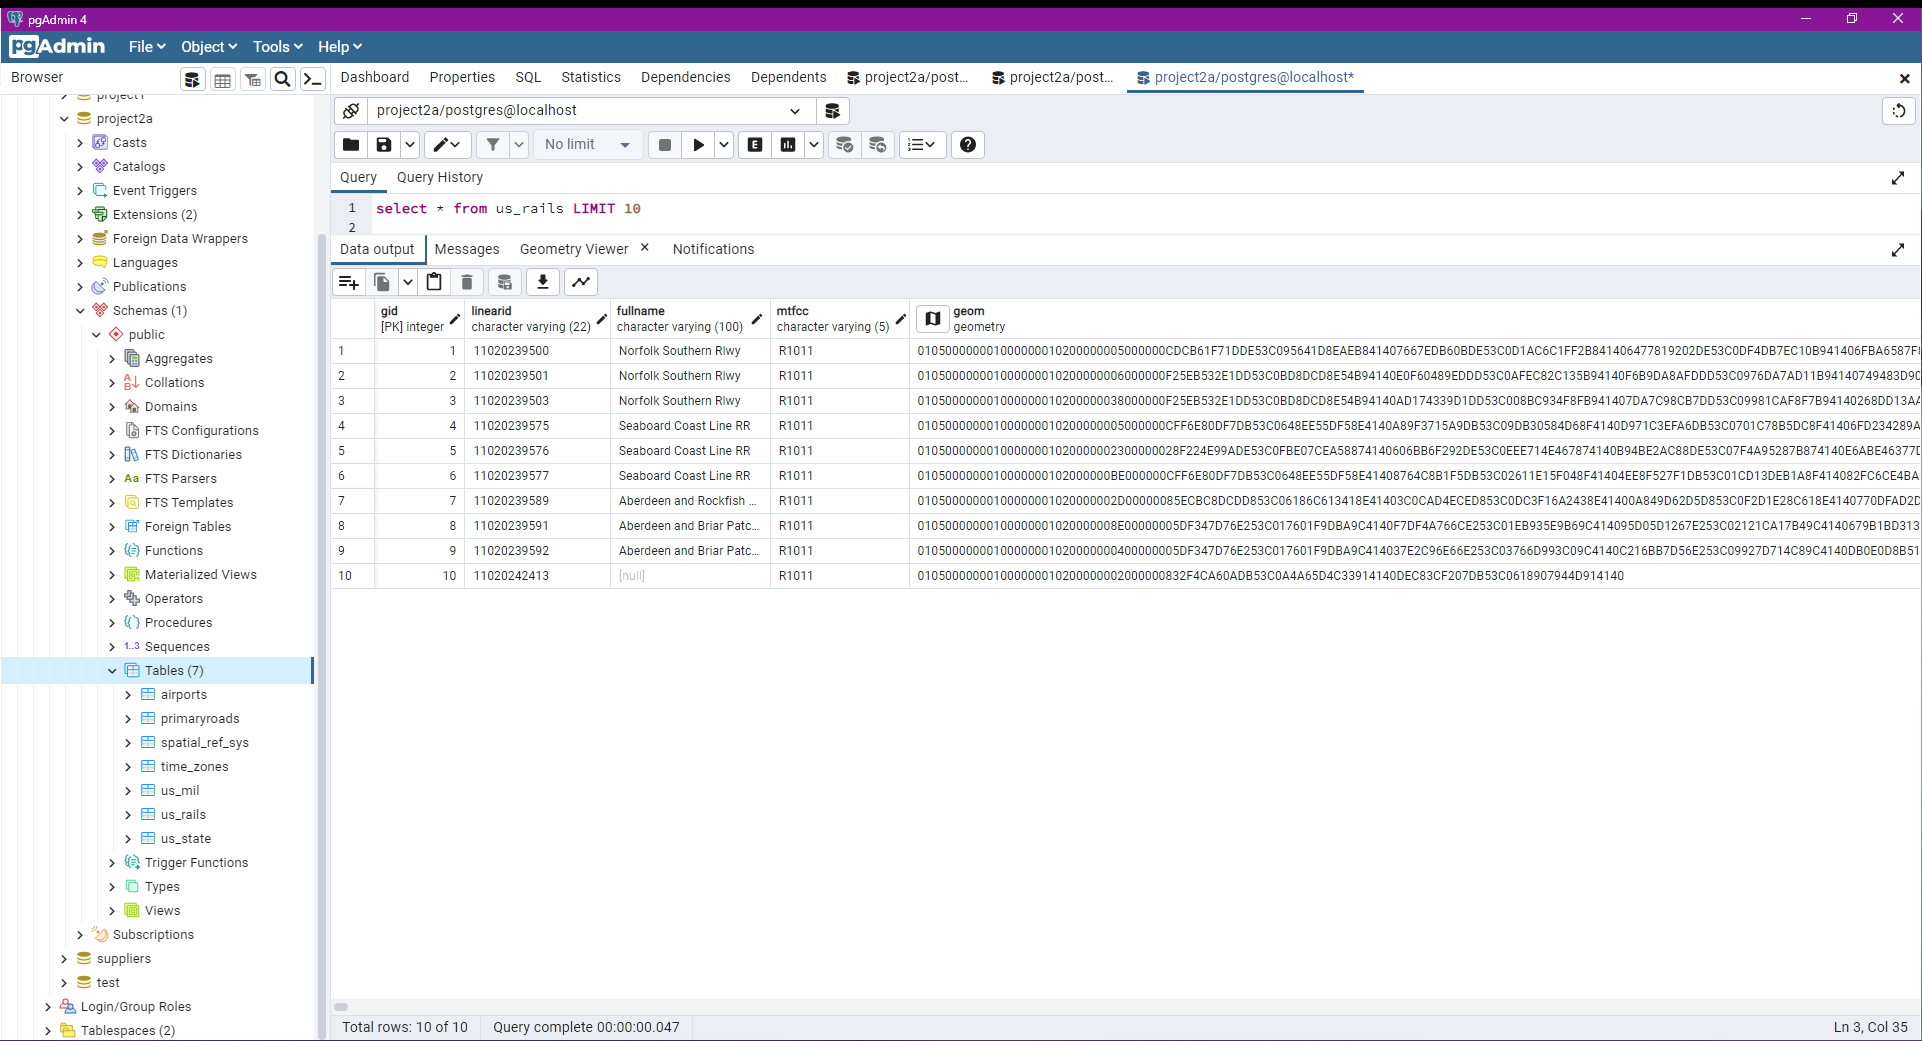 pgAdmin 4
pgAdmin File Object Tools Help
Browser
Dashboard Properties SQL Statistics Dependencies Dependents project2a/post... project2a/post... project2a/postgres@localhost*
project1
project2a
Casts
Catalogs
Event Triggers
Extensions (2)
Foreign Data Wrappers
Languages
Publications
Schemas (1)
public
Aggregates
Collations
Domains
FTS Configurations
FTS Dictionaries
Aa FTS Parsers
FTS Templates
Foreign Tables
Functions
Materialized Views
Operators
Procedures
1..3 Sequences
Tables (7)
airports
primaryroads
spatial_ref_sys
time_zones
us_mil
us_rails
us_state
Trigger Functions
Types
Views
Subscriptions
suppliers
test
Login/Group Roles
Tablespaces (2)
project2a/postgres@localhost
No limit
E
Query Query History
1 select * from us_rails LIMIT 10
2
Data output Messages Geometry Viewer × Notifications
gid linearid fullname mtfcc geom
[PK] integer character varying (22) character varying (100) character varying (5) geometry
1 1 11020239500 Norfolk Southern Rlwy R1011
2 2 11020239501 Norfolk Southern Rlwy R1011
3 3 11020239503 Norfolk Southern Rlwy R1011
4 4 11020239575 Seaboard Coast Line RR R1011
5 5 11020239576 Seaboard Coast Line RR R1011
6 6 11020239577 Seaboard Coast Line RR R1011
7 7 11020239589 Aberdeen and Rockfish ... R1011
8 8 11020239591 Aberdeen and Briar Patc... R1011
9 9 11020239592 Aberdeen and Briar Patc... R1011
10 10 11020242413 [null] R1011
Total rows: 10 of 10 Query complete 00:00:00.047 Ln 3, Col 35